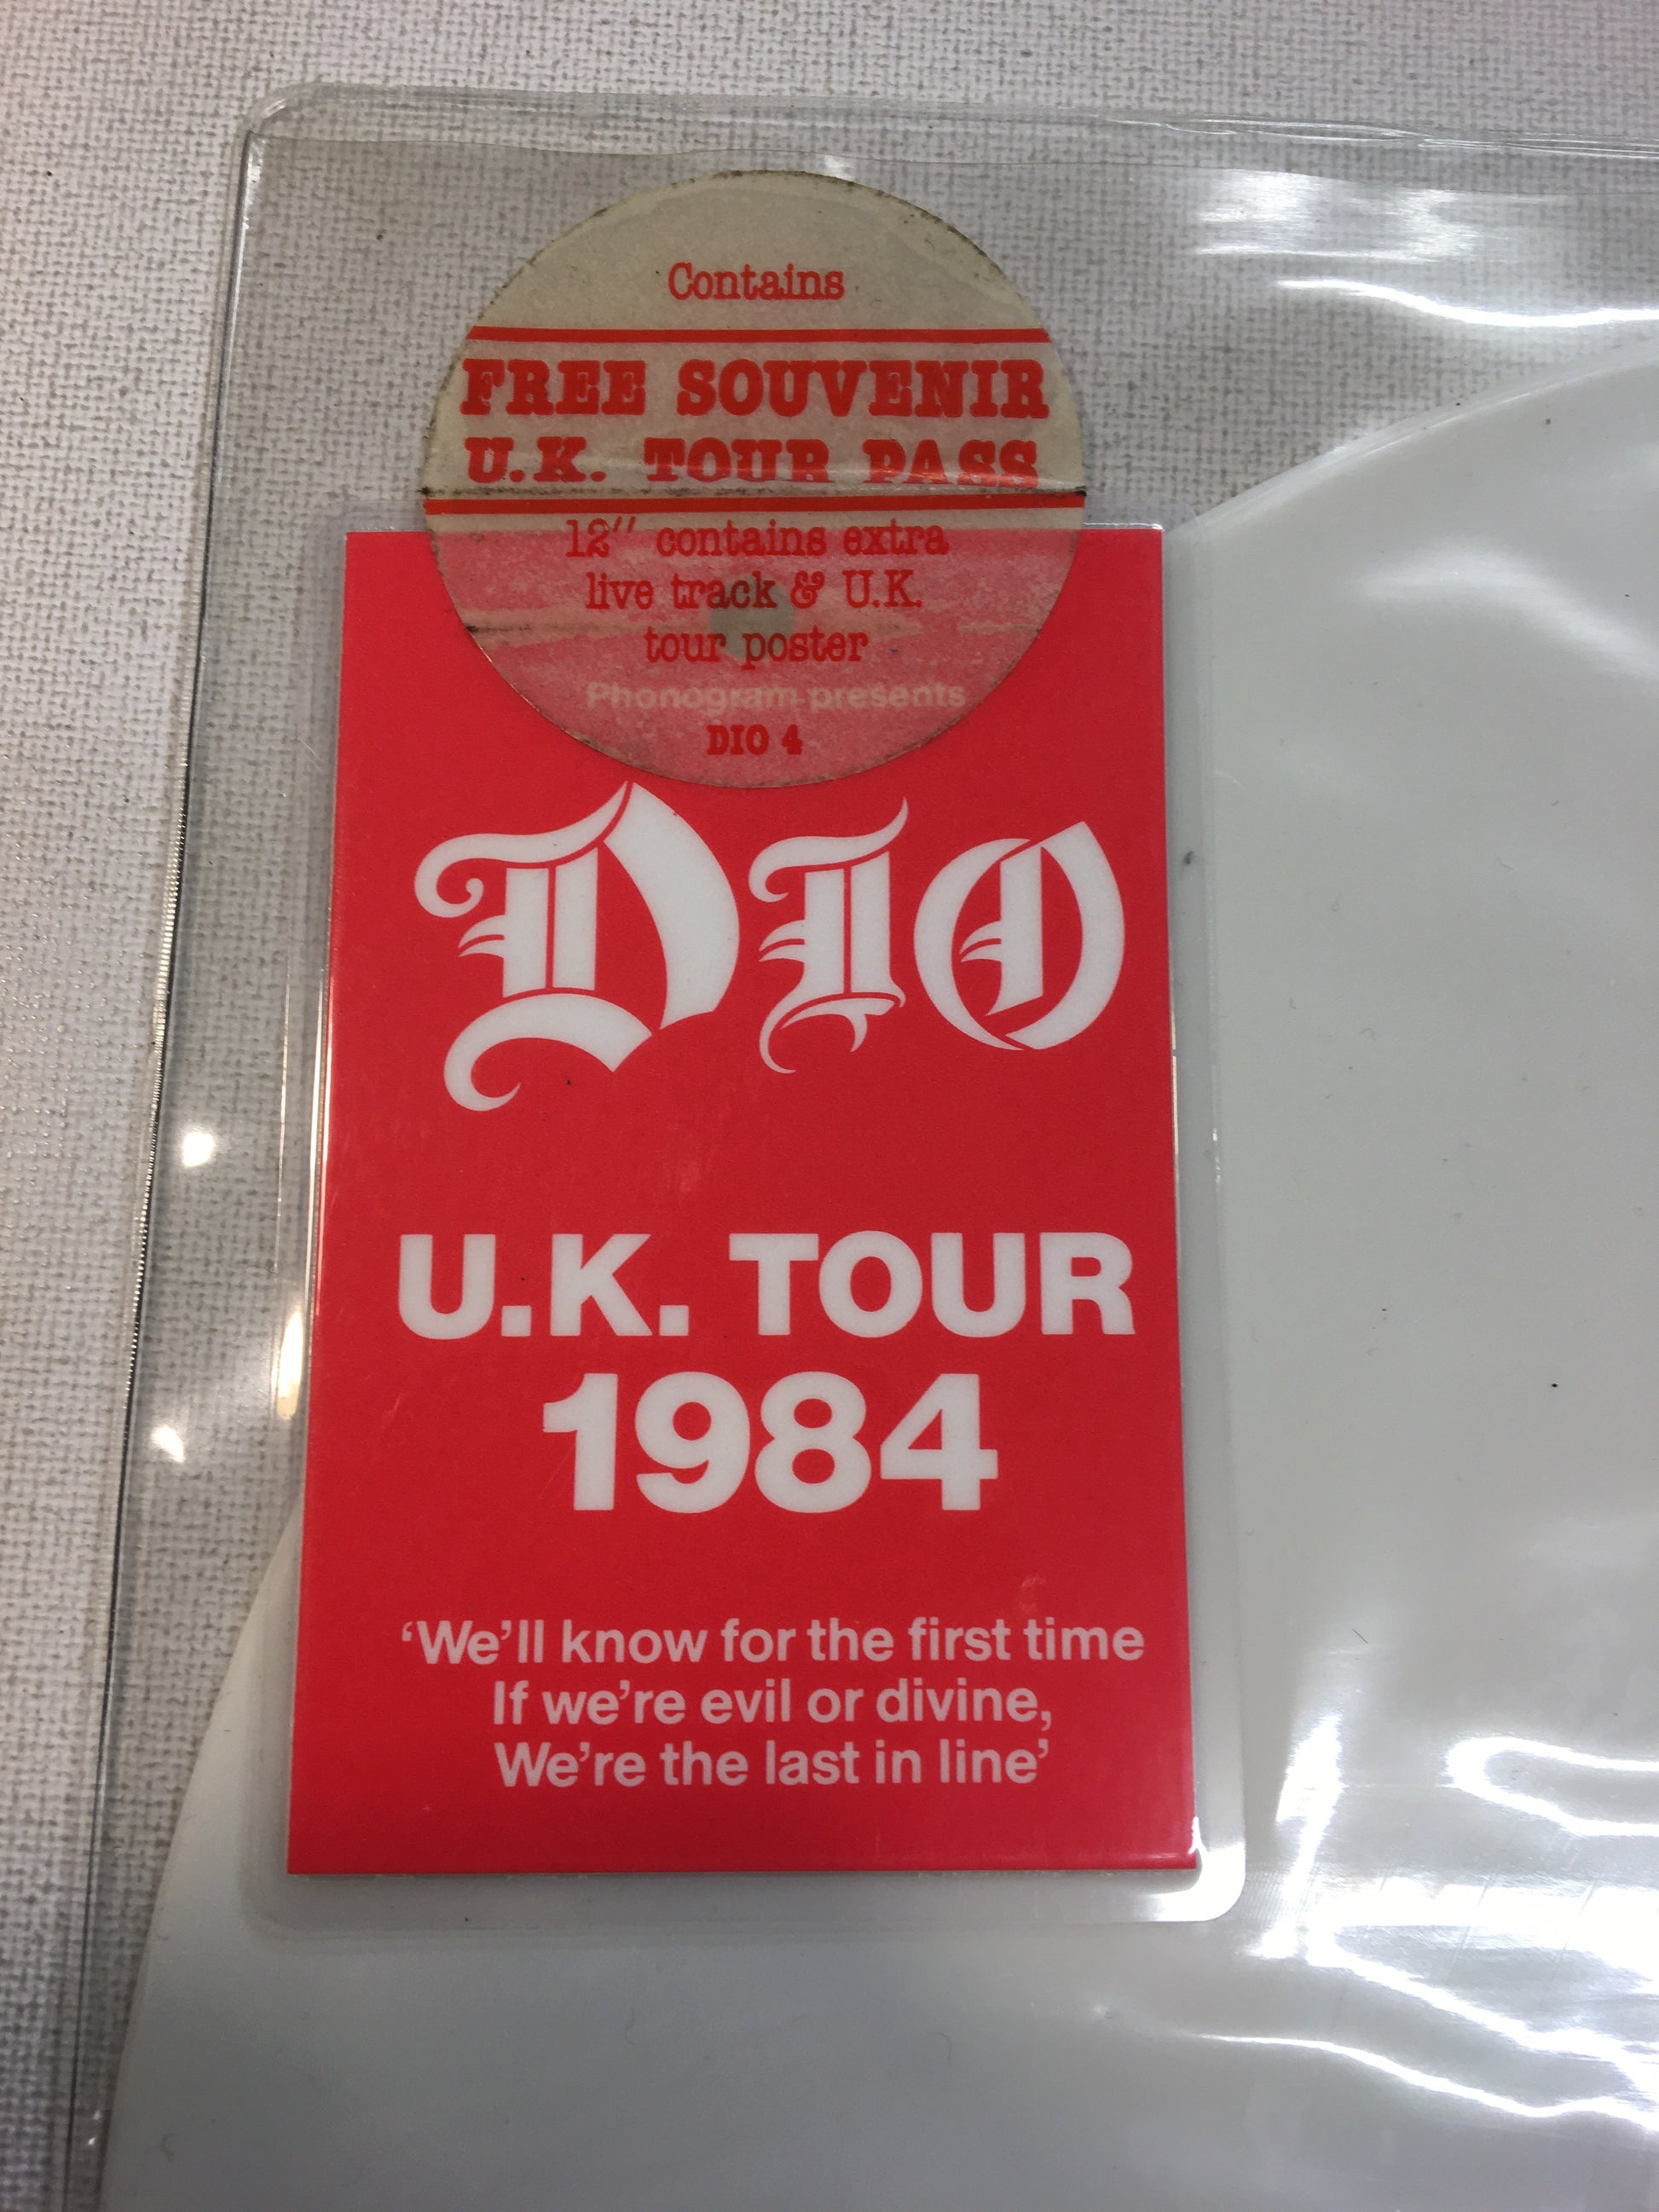 Contains
FREE SOUVENIR
U.K. TOUR PASS
12″ contains extra
live track & U.K.
tour poster
Phonogram presents
DIO 4
DIO
U.K. TOUR
1984
‘We’ll know for the first time
If we’re evil or divine,
We’re the last in line’